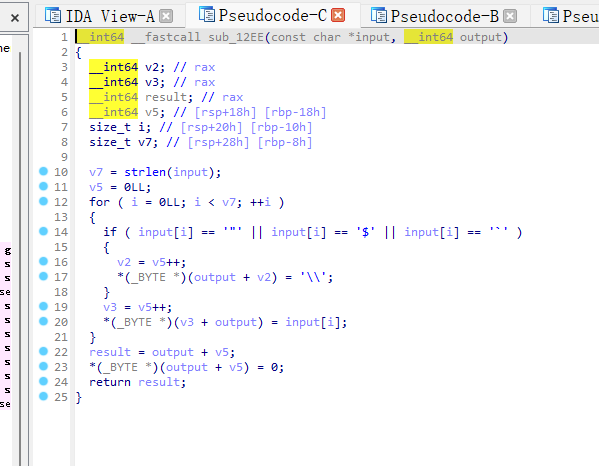 IDA View-A Pseudocode-C Pseudocode-B Pseu
1 __int64 __fastcall sub_12EE(const char *input, __int64 output)
2 {
3 __int64 v2; // rax
4 __int64 v3; // rax
5 __int64 result; // rax
6 __int64 v5; // [rsp+18h] [rbp-18h]
7 size_t i; // [rsp+20h] [rbp-10h]
8 size_t v7; // [rsp+28h] [rbp-8h]
9
10 v7 = strlen(input);
11 v5 = 0LL;
12 for ( i = 0LL; i < v7; ++i )
13 {
14 if ( input[i] == '"' || input[i] == '$' || input[i] == '`' )
15 {
16 v2 = v5++;
17 *(_BYTE *)(output + v2) = '\\';
18 }
19 v3 = v5++;
20 *(_BYTE *)(v3 + output) = input[i];
21 }
22 result = output + v5;
23 *(_BYTE *)(output + v5) = 0;
24 return result;
25 }
ne
g
s
s
se
s
s
s
s
s
s
se